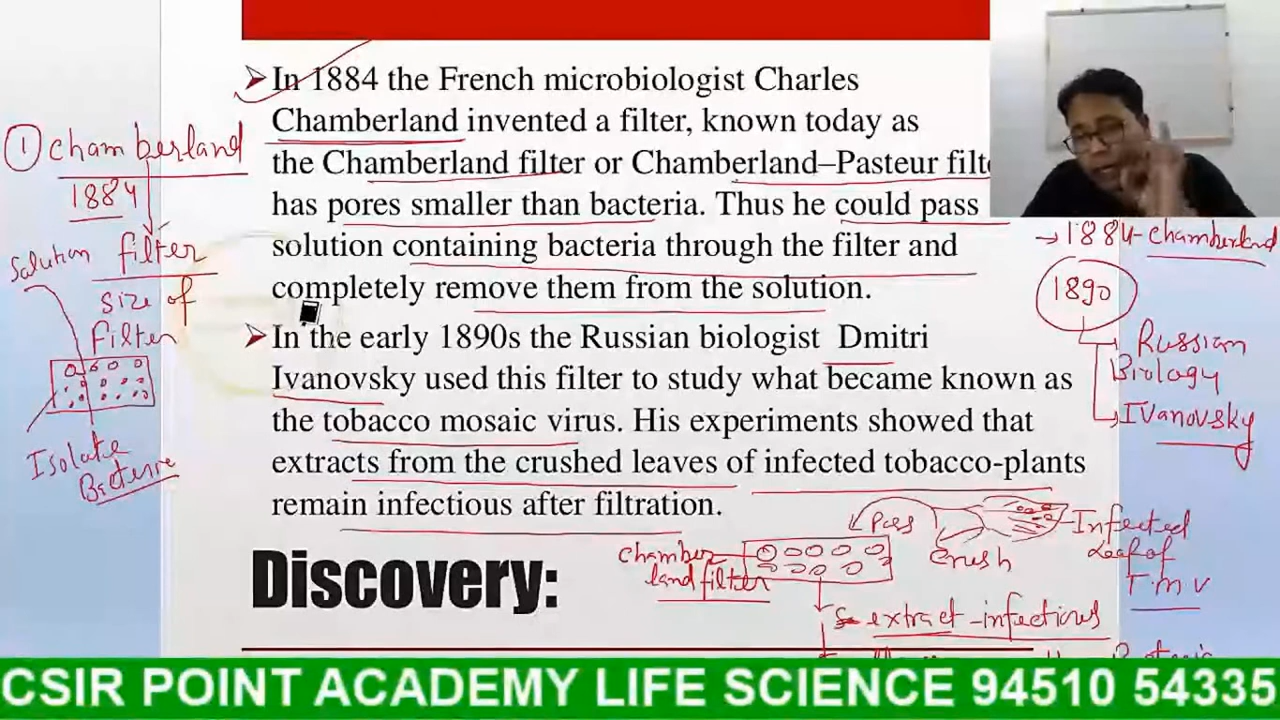 ➢In 1884 the French microbiologist Charles
Chamberland invented a filter, known today as
the Chamberland filter or Chamberland–Pasteur
has pores smaller than bacteria. Thus he could pass
solution containing bacteria through the filter and
completely remove them from the solution.
➢In the early 1890s the Russian biologist Dmitri
Ivanovsky used this filter to study what became known as
the tobacco mosaic virus. His experiments showed that
extracts from the crushed leaves of infected tobacco-plants
remain infectious after filtration.
Discovery:
① chamberland
1884
Solution filter
size of
Filter
Isolate
→1884-chamberland
1890
Russian
Biology
Ivanovsky
Pass
Crush
Infected
Leaf of
TMV
chamber
land filter
extract-infectious
CSIR POINT ACADEMY LIFE SCIENCE 94510 54335